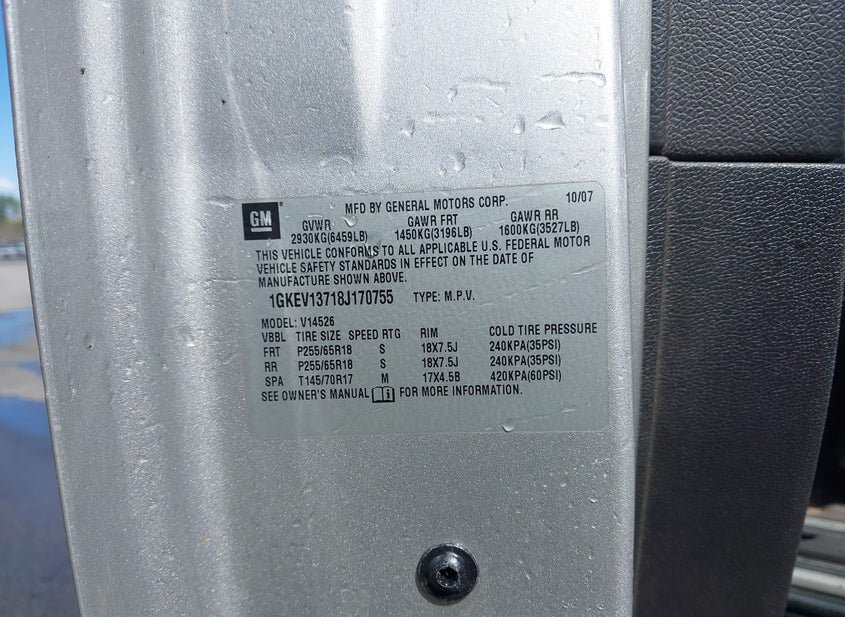 MFD BY GENERAL MOTORS CORP. 10/07
GM
GVWR GAWR FRT GAWR RR
2930KG(6459LB) 1450KG(3196LB) 1600KG(3527LB)
THIS VEHICLE CONFORMS TO ALL APPLICABLE U.S. FEDERAL MOTOR
VEHICLE SAFETY STANDARDS IN EFFECT ON THE DATE OF
MANUFACTURE SHOWN ABOVE.
1GKEV13718J170755 TYPE: M.P.V.
MODEL: V14526
VBBL TIRE SIZE SPEED RTG RIM COLD TIRE PRESSURE
FRT P255/65R18 S 18X7.5J 240KPA(35PSI)
RR P255/65R18 S 18X7.5J 240KPA(35PSI)
SPA T145/70R17 M 17X4.5B 420KPA(60PSI)
SEE OWNER'S MANUAL FOR MORE INFORMATION.